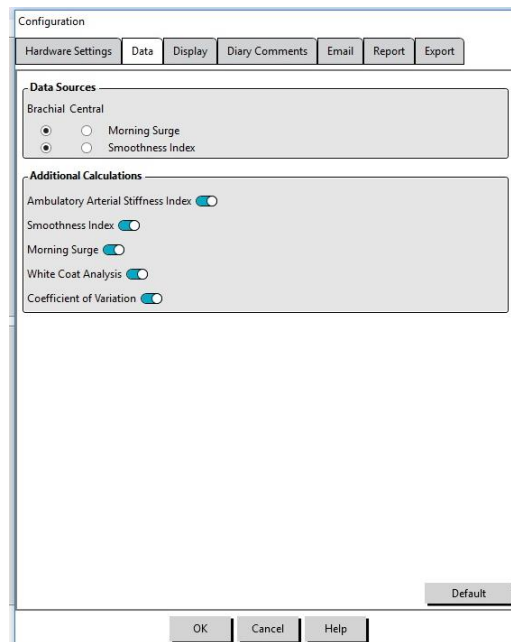 Configuration
Hardware Settings Data Display Diary Comments Email Report Export
Data Sources
Brachial Central
Morning Surge
Smoothness Index
Additional Calculations
Ambulatory Arterial Stiffness Index
Smoothness Index
Morning Surge
White Coat Analysis
Coefficient of Variation
Default
OK Cancel Help